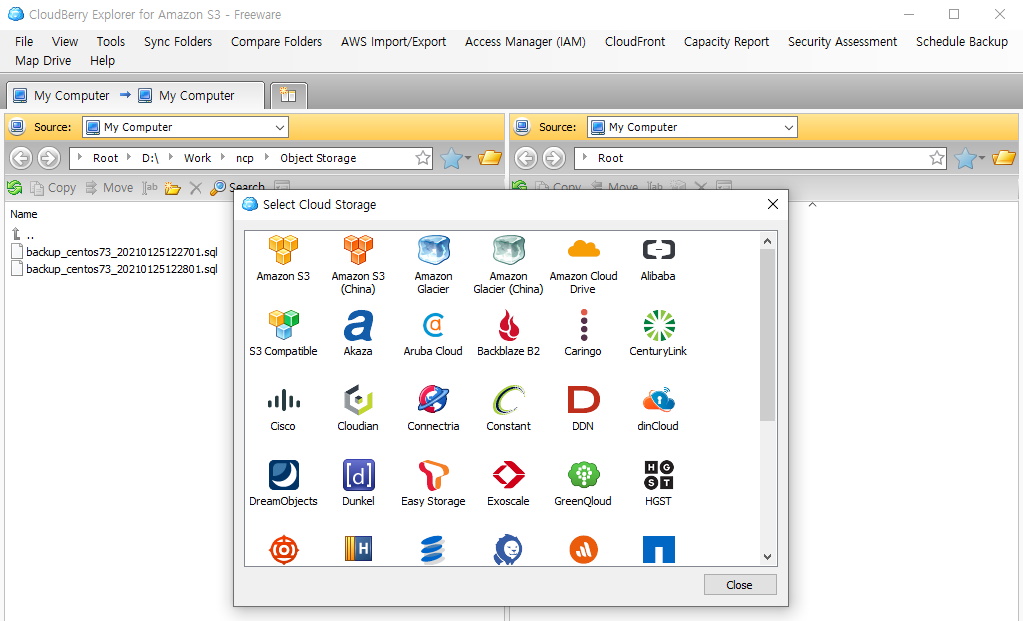 CloudBerry Explorer for Amazon S3 - Freeware
File View Tools Sync Folders Compare Folders AWS Import/Export Access Manager (IAM) CloudFront Capacity Report Security Assessment Schedule Backup
Map Drive Help
My Computer My Computer
Source: My Computer
Source: My Computer
Root D:\ Work ncp Object Storage
Root
Copy Move Search
Copy Move
Name
..
backup_centos73_20210125122701.sql
backup_centos73_20210125122801.sql
Select Cloud Storage
Amazon S3
Amazon S3
(China)
Amazon
Glacier
Amazon
Glacier (China)
Amazon Cloud
Drive
Alibaba
S3 Compatible
Akaza
Aruba Cloud
Backblaze B2
Caringo
CenturyLink
Cisco
Cloudian
Connectria
Constant
DDN
dinCloud
DreamObjects
Dunkel
Easy Storage
Exoscale
GreenQloud
HGST
Close